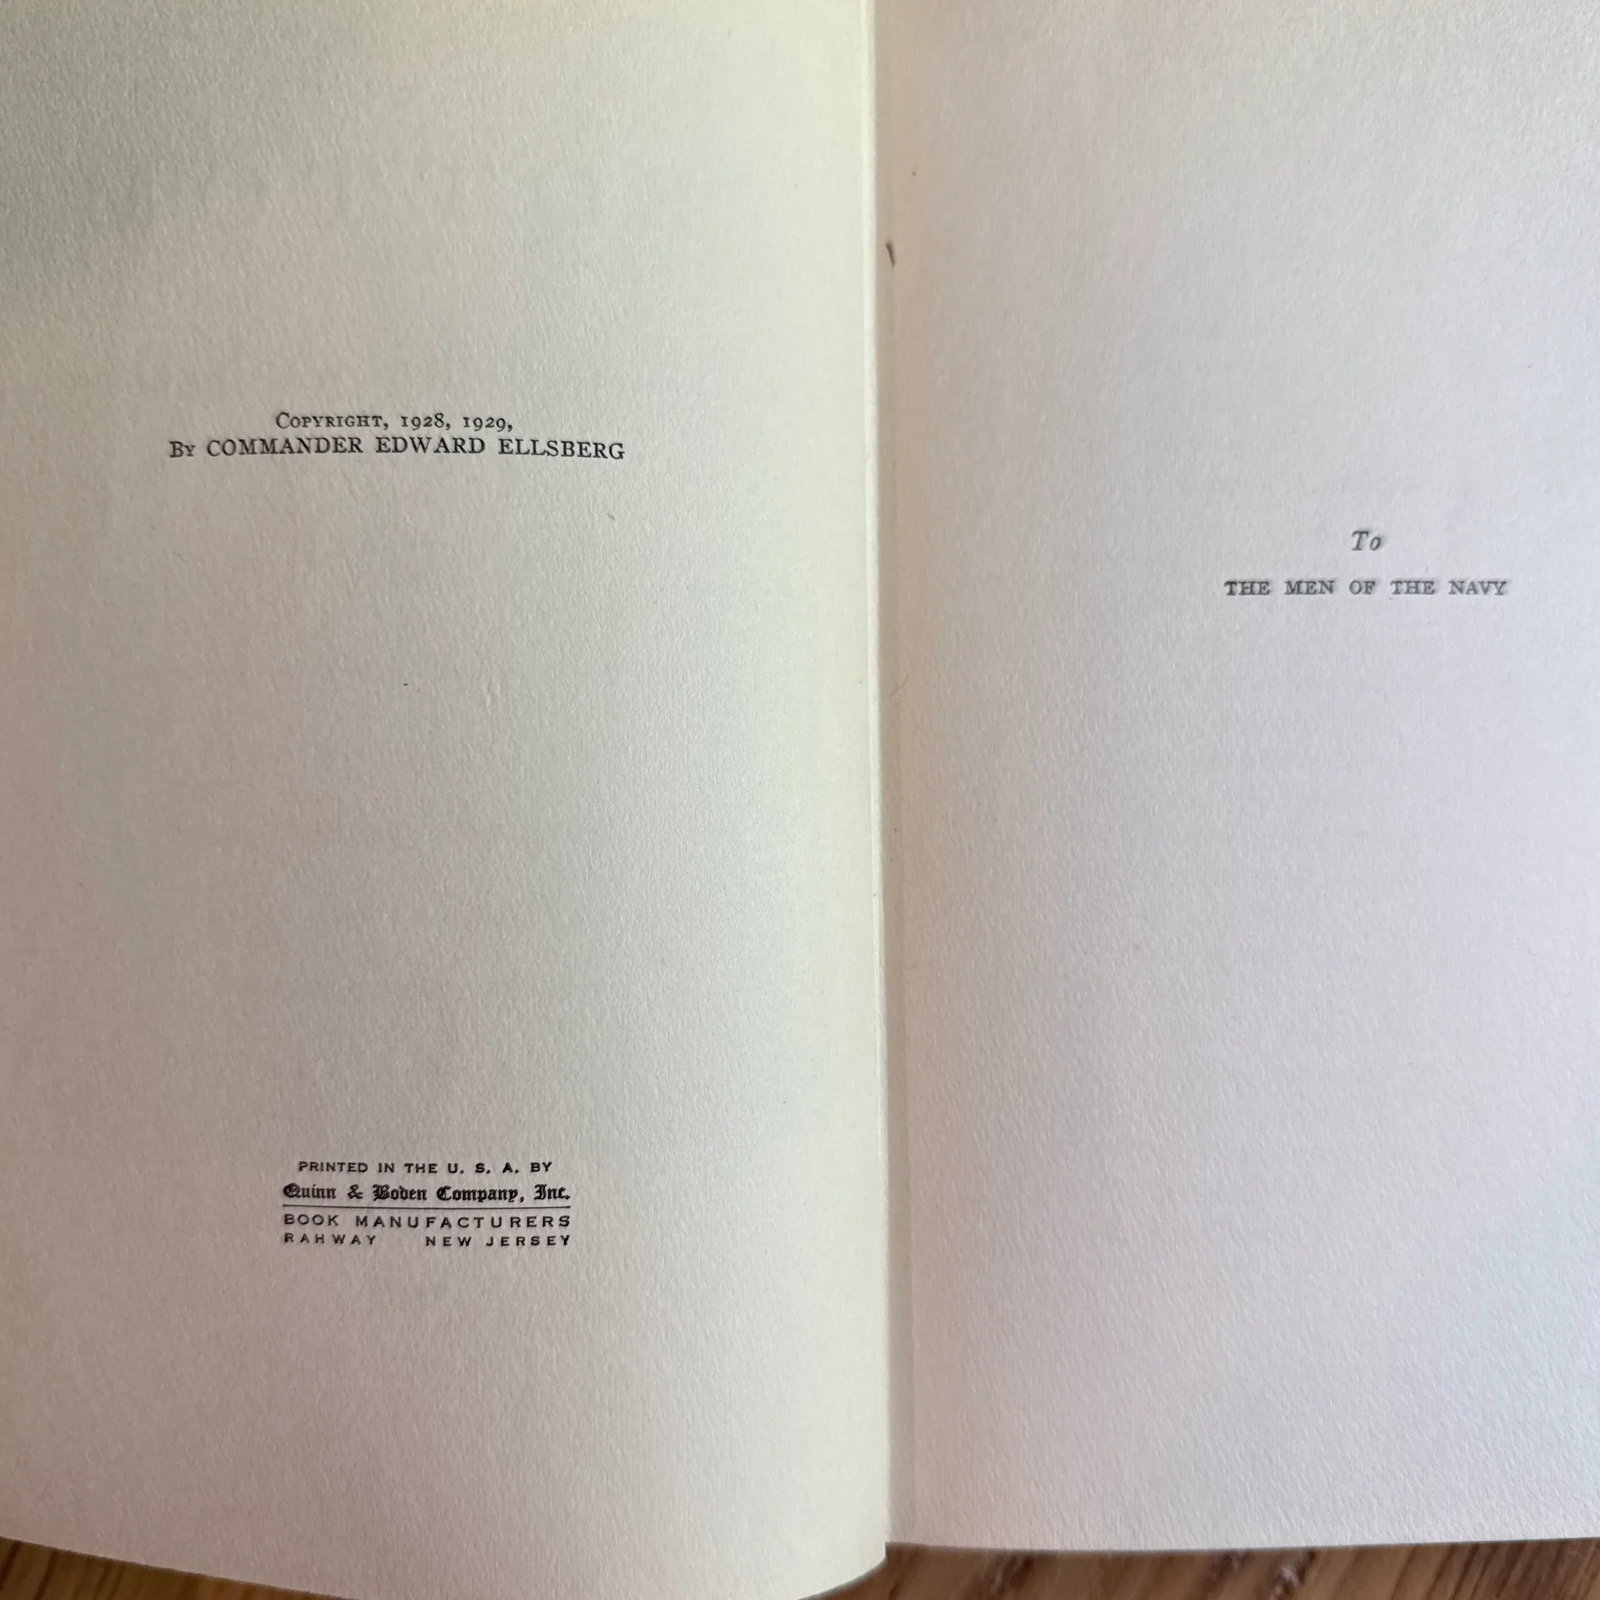 Copyright, 1928, 1929,
By COMMANDER EDWARD ELLSBERG
PRINTED IN THE U. S. A. BY
Quinn & Boden Company, Inc.
BOOK MANUFACTURERS
RAHWAY NEW JERSEY
To
THE MEN OF THE NAVY